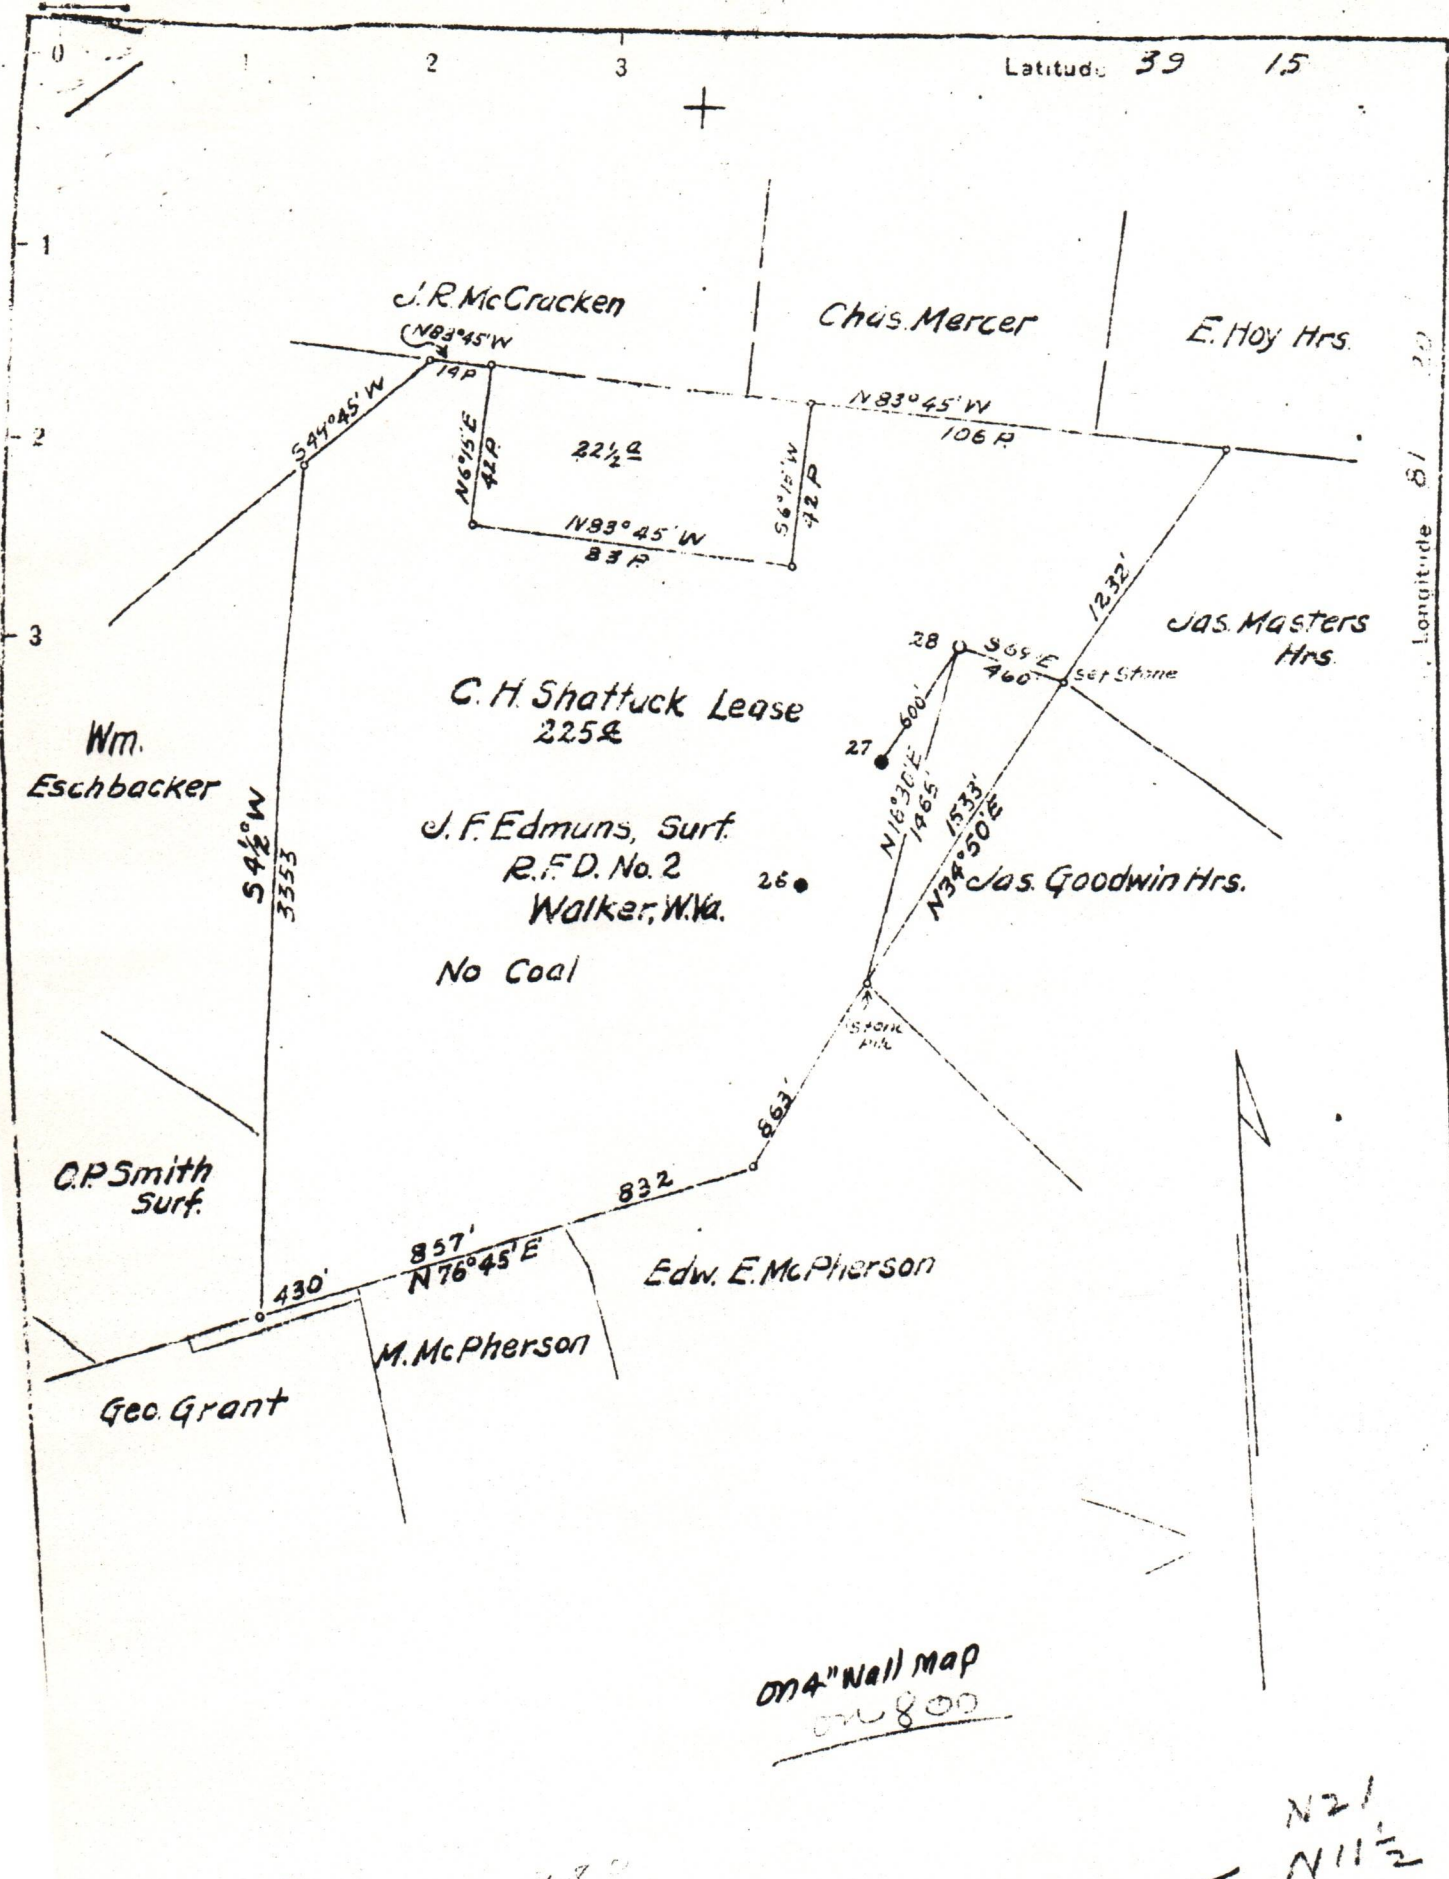 0 1 2 3 Latitude 39 15
1
J. R. McCracken
Chas. Mercer
E. Hoy Hrs.
N83°45'W
14P
S44°45'W
N6°15'E
42P
22½ a
N83°45'W
106 P.
S6°15'W
42P
N83°45'W
83 P.
2
Longitude 81 20
3
1232'
Jas. Masters
Hrs.
28
S69°E
460'
set Stone
C. H. Shattuck Lease
225 a
600'
27
Wm.
Eschbacker
N16°30'E
1465'
1533'
N34°50'E
S4½°W
3353
J. F. Edmuns, Surf.
R.F.D. No. 2
Walker, W.Va.
26
Jas. Goodwin Hrs.
No Coal
Stone
Pile
863'
O.P. Smith
Surf.
832
857'
N76°45'E
430'
Edw. E. McPherson
M. McPherson
Geo. Grant
on 4" Wall Map
on 800
N21
N11½